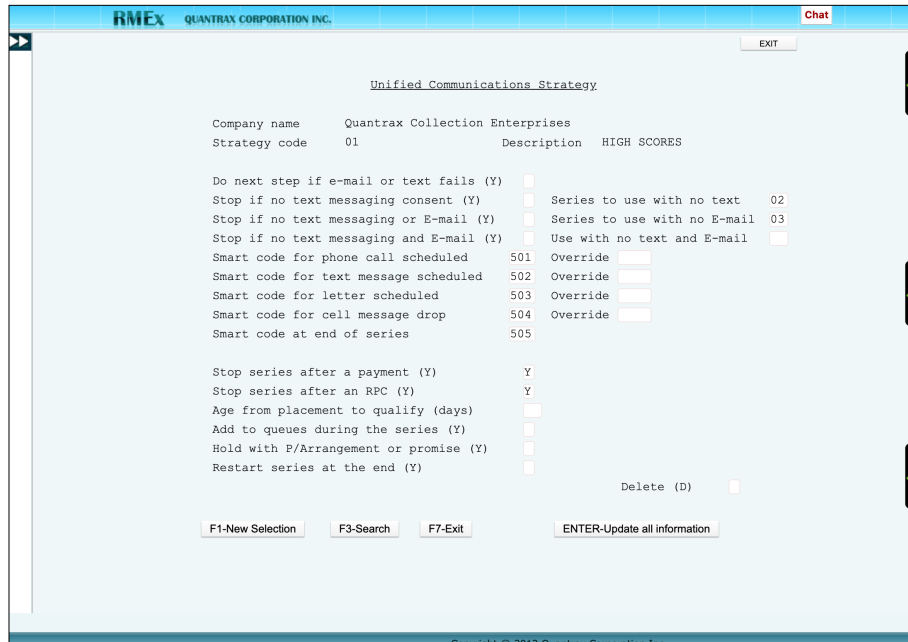 RMEx QUANTRAX CORPORATION INC. Chat
EXIT
Unified Communications Strategy
Company name Quantrax Collection Enterprises
Strategy code 01 Description HIGH SCORES
Do next step if e-mail or text fails (Y)
Stop if no text messaging consent (Y) Series to use with no text 02
Stop if no text messaging or E-mail (Y) Series to use with no E-mail 03
Stop if no text messaging and E-mail (Y) Use with no text and E-mail
Smart code for phone call scheduled 501 Override
Smart code for text message scheduled 502 Override
Smart code for letter scheduled 503 Override
Smart code for cell message drop 504 Override
Smart code at end of series 505
Stop series after a payment (Y) Y
Stop series after an RPC (Y) Y
Age from placement to qualify (days)
Add to queues during the series (Y)
Hold with P/Arrangement or promise (Y)
Restart series at the end (Y)
Delete (D)
F1-New Selection F3-Search F7-Exit ENTER-Update all information